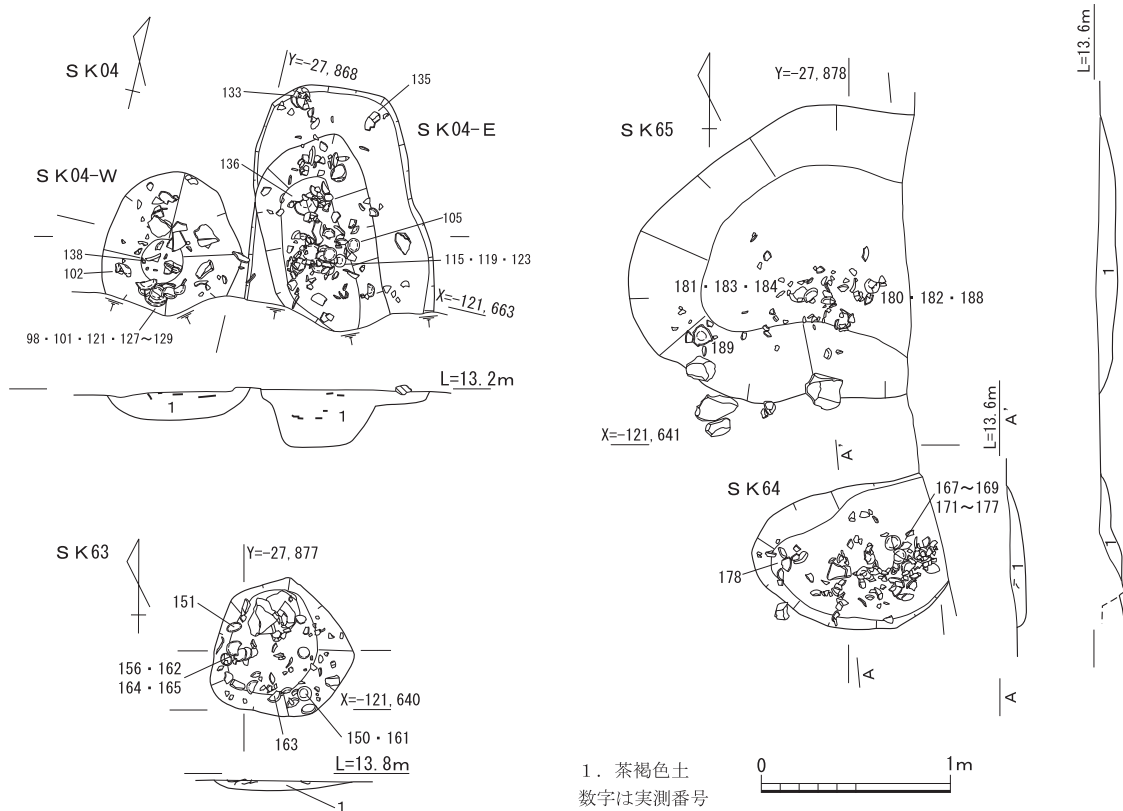 SK04
Y=-27,868
133
135
SK04-E
136
SK04-W
105
138
102
115・119・123
X=-121,663
98・101・121・127～129
L=13.2m
1
1
SK63
Y=-27,877
151
156・162
164・165
X=-121,640
163
150・161
L=13.8m
1
SK65
Y=-27,878
L=13.6m
181・183・184
180・182・188
189
1
X=-121,641
A'
L=13.6m
A'
SK64
167～169
171～177
178
1
1
A
A
1．茶褐色土
数字は実測番号
0
1m